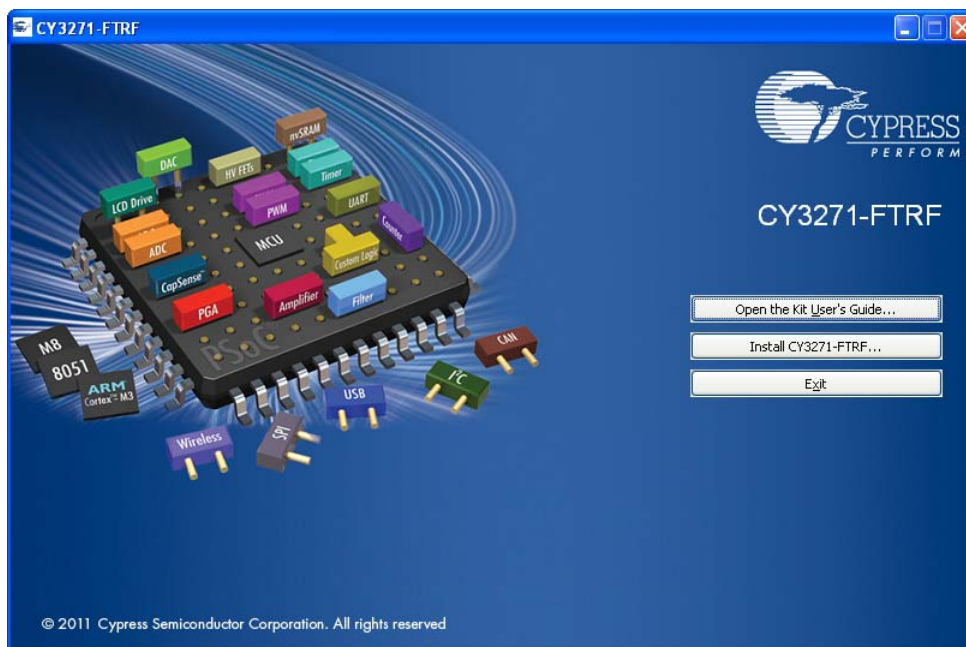 CY3271-FTRF
CYPRESS
PERFORM
CY3271-FTRF
nvSRAM
DAC
HV FETs
Timer
LCD Drive
PWM
UART
Counter
ADC
MCU
Custom Logic
CapSense™
PGA
Amplifier
Filter
PSoC
M8
8051
ARM
Cortex™- M3
CAN
I²C
USB
SPI
Wireless
Open the Kit User's Guide...
Install CY3271-FTRF...
Exit
© 2011 Cypress Semiconductor Corporation. All rights reserved